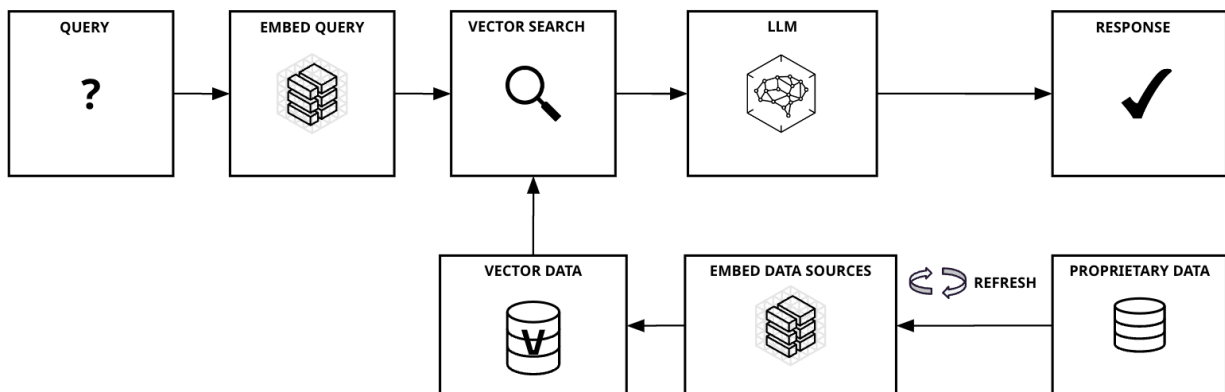 QUERY
EMBED QUERY
VECTOR SEARCH
LLM
RESPONSE
?
VECTOR DATA
EMBED DATA SOURCES
REFRESH
PROPRIETARY DATA
V